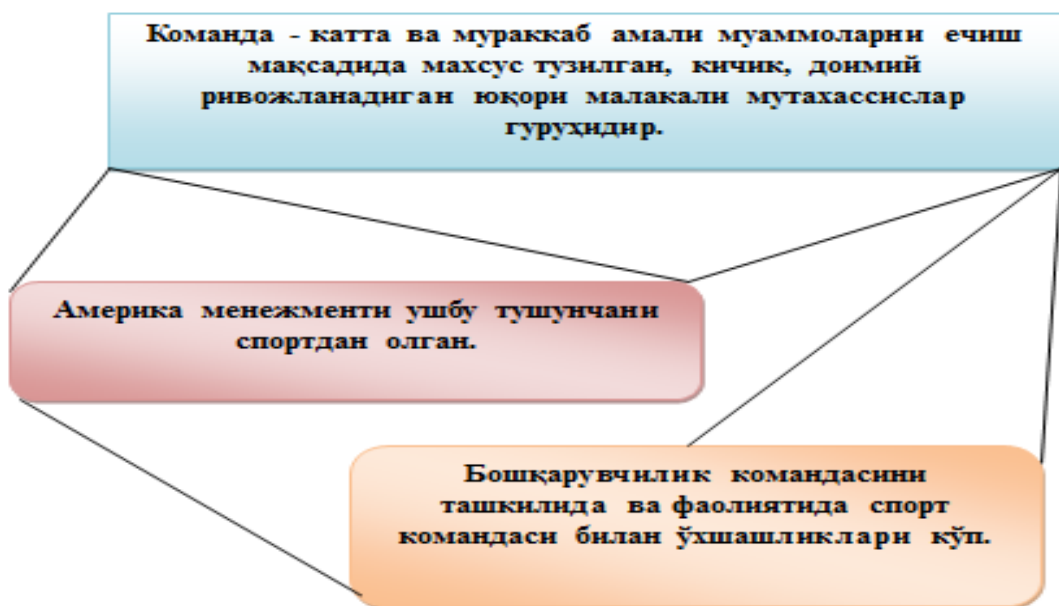 Команда - катта ва мураккаб амали муаммоларни ечиш
мақсадида махсус тузилган, кичик, доимий
ривожланадиган юқори малакали мутахассислар
гуруҳидир.
Америка менежменти ушбу тушунчани
спортдан олган.
Бошқарувчилик командасини
ташкилида ва фаолиятида спорт
командаси билан ўхшашликлари кўп.